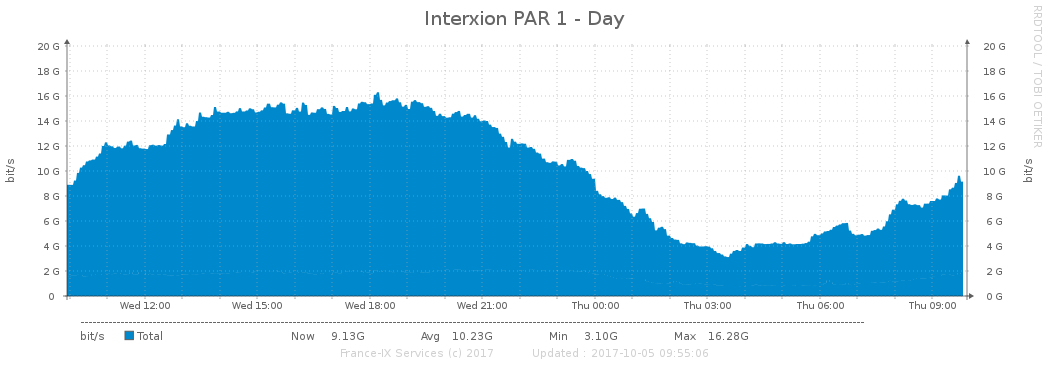 Interxion PAR 1 - Day
RRDTOOL / TOBI OETIKER
bit/s
20 G
18 G
16 G
14 G
12 G
10 G
8 G
6 G
4 G
2 G
0
20 G
18 G
16 G
14 G
12 G
10 G
8 G
6 G
4 G
2 G
0 G
bit/s
Wed 12:00 Wed 15:00 Wed 18:00 Wed 21:00 Thu 00:00 Thu 03:00 Thu 06:00 Thu 09:00
bit/s Total Now 9.13G Avg 10.23G Min 3.10G Max 16.28G
France-IX Services (c) 2017 Updated : 2017-10-05 09:55:06